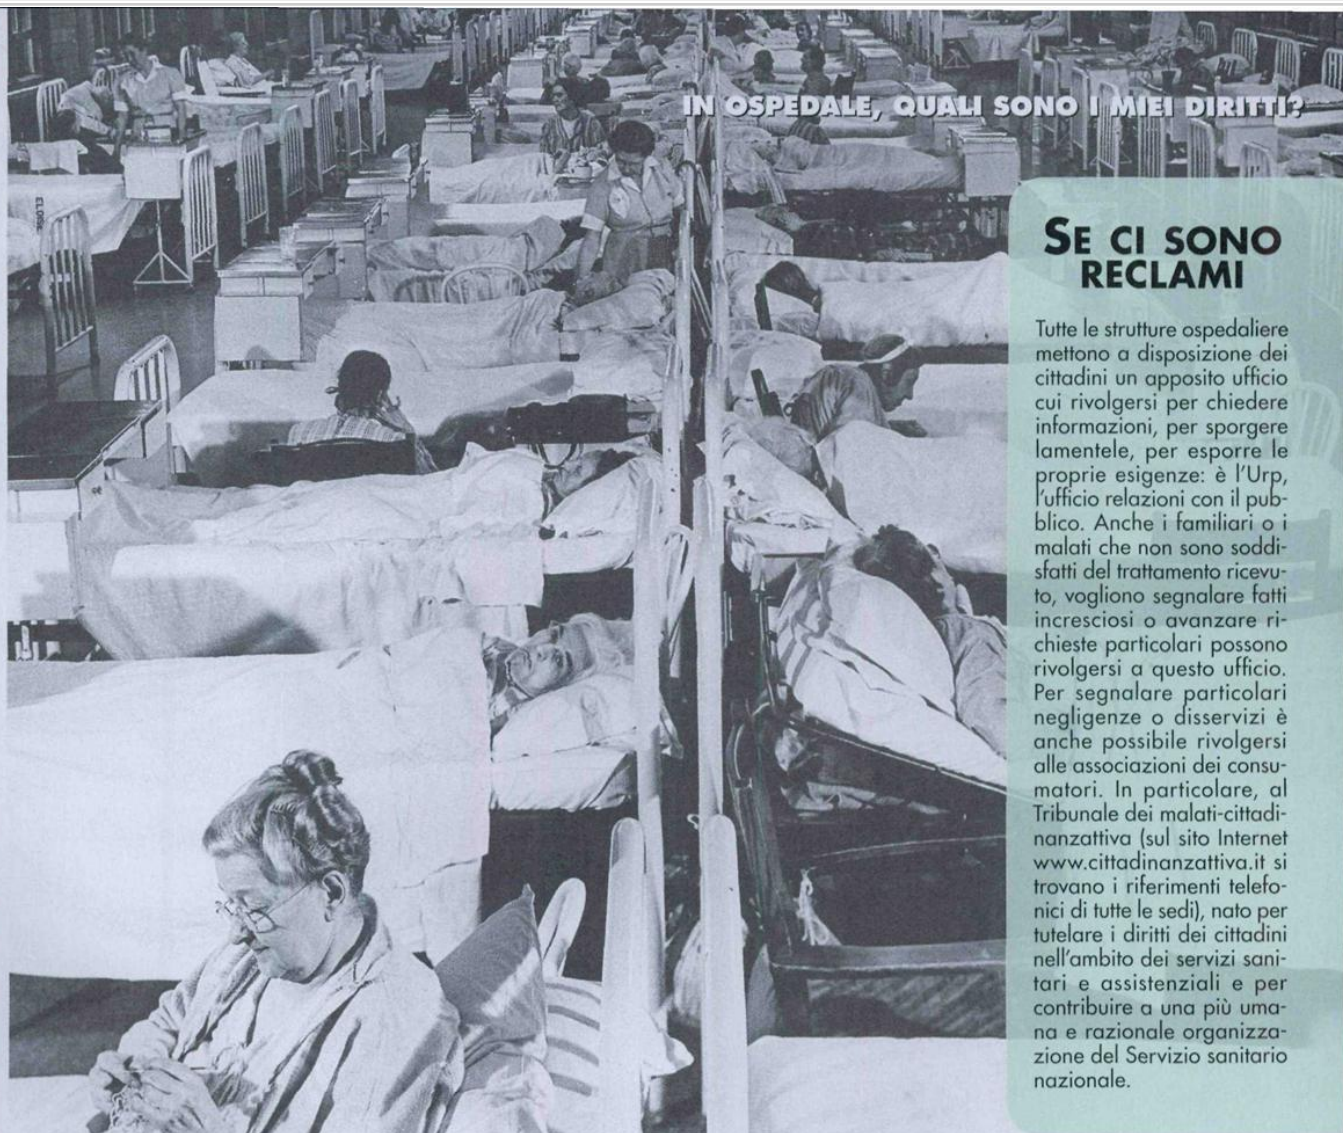 IN OSPEDALE, QUALI SONO I MIEI DIRITTI?
SE CI SONO
RECLAMI
Tutte le strutture ospedaliere
mettono a disposizione dei
cittadini un apposito ufficio
cui rivolgersi per chiedere
informazioni, per sporgere
lamentele, per esporre le
proprie esigenze: è l'Urp,
l'ufficio relazioni con il pub-
blico. Anche i familiari o i
malati che non sono soddi-
sfatti del trattamento ricevu-
to, vogliono segnalare fatti
incresciosi o avanzare ri-
chieste particolari possono
rivolgersi a questo ufficio.
Per segnalare particolari
negligenze o disservizi è
anche possibile rivolgersi
alle associazioni dei consu-
matori. In particolare, al
Tribunale dei malati-cittadi-
nanzattiva (sul sito Internet
www.cittadinanzattiva.it si
trovano i riferimenti telefo-
nici di tutte le sedi), nato per
tutelare i diritti dei cittadini
nell'ambito dei servizi sani-
tari e assistenziali e per
contribuire a una più uma-
na e razionale organizza-
zione del Servizio sanitario
nazionale.